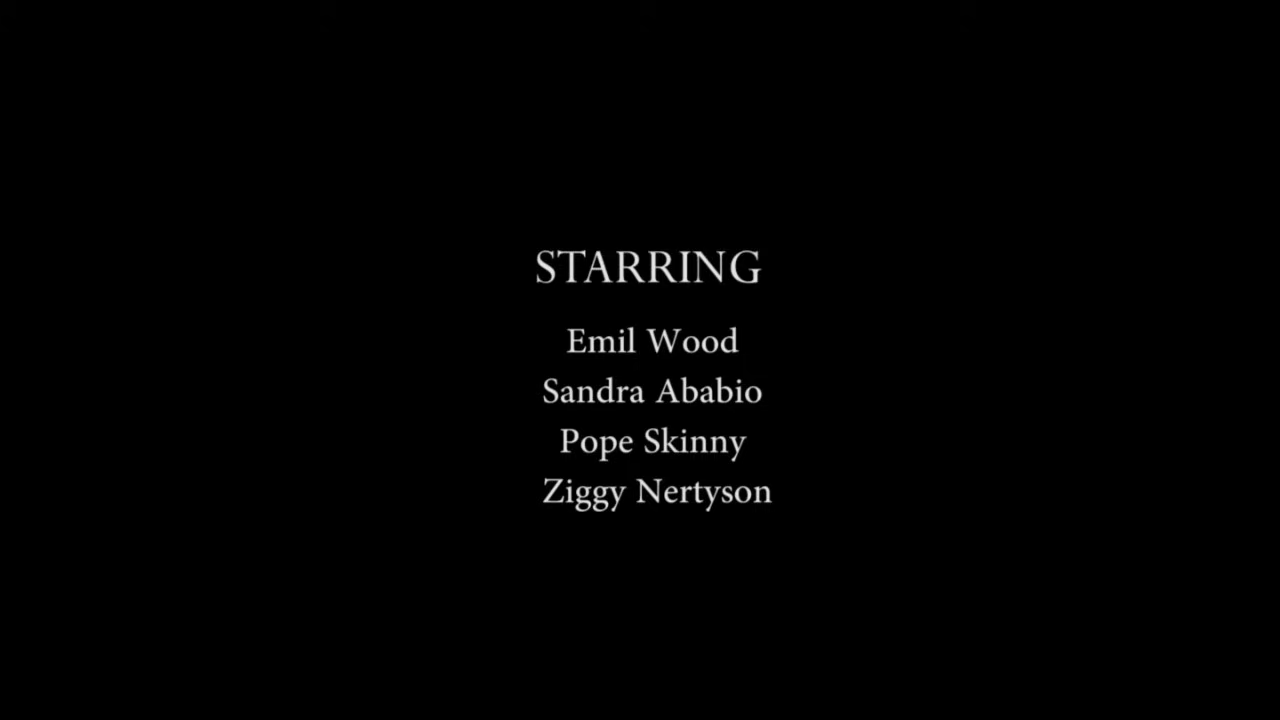 STARRING
Emil Wood
Sandra Ababio
Pope Skinny
Ziggy Nertyson